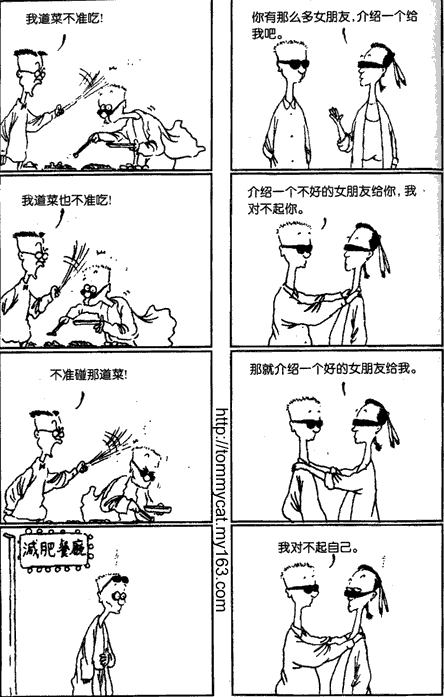 我道菜不准吃!
我道菜也不准吃!
不准碰那道菜!
減肥餐廳
你有那么多女朋友,介绍一个给
我吧。
介绍一个不好的女朋友给你,我
对不起你。
那就介绍一个好的女朋友给我。
我对不起自己。
http://tommycat.my163.com